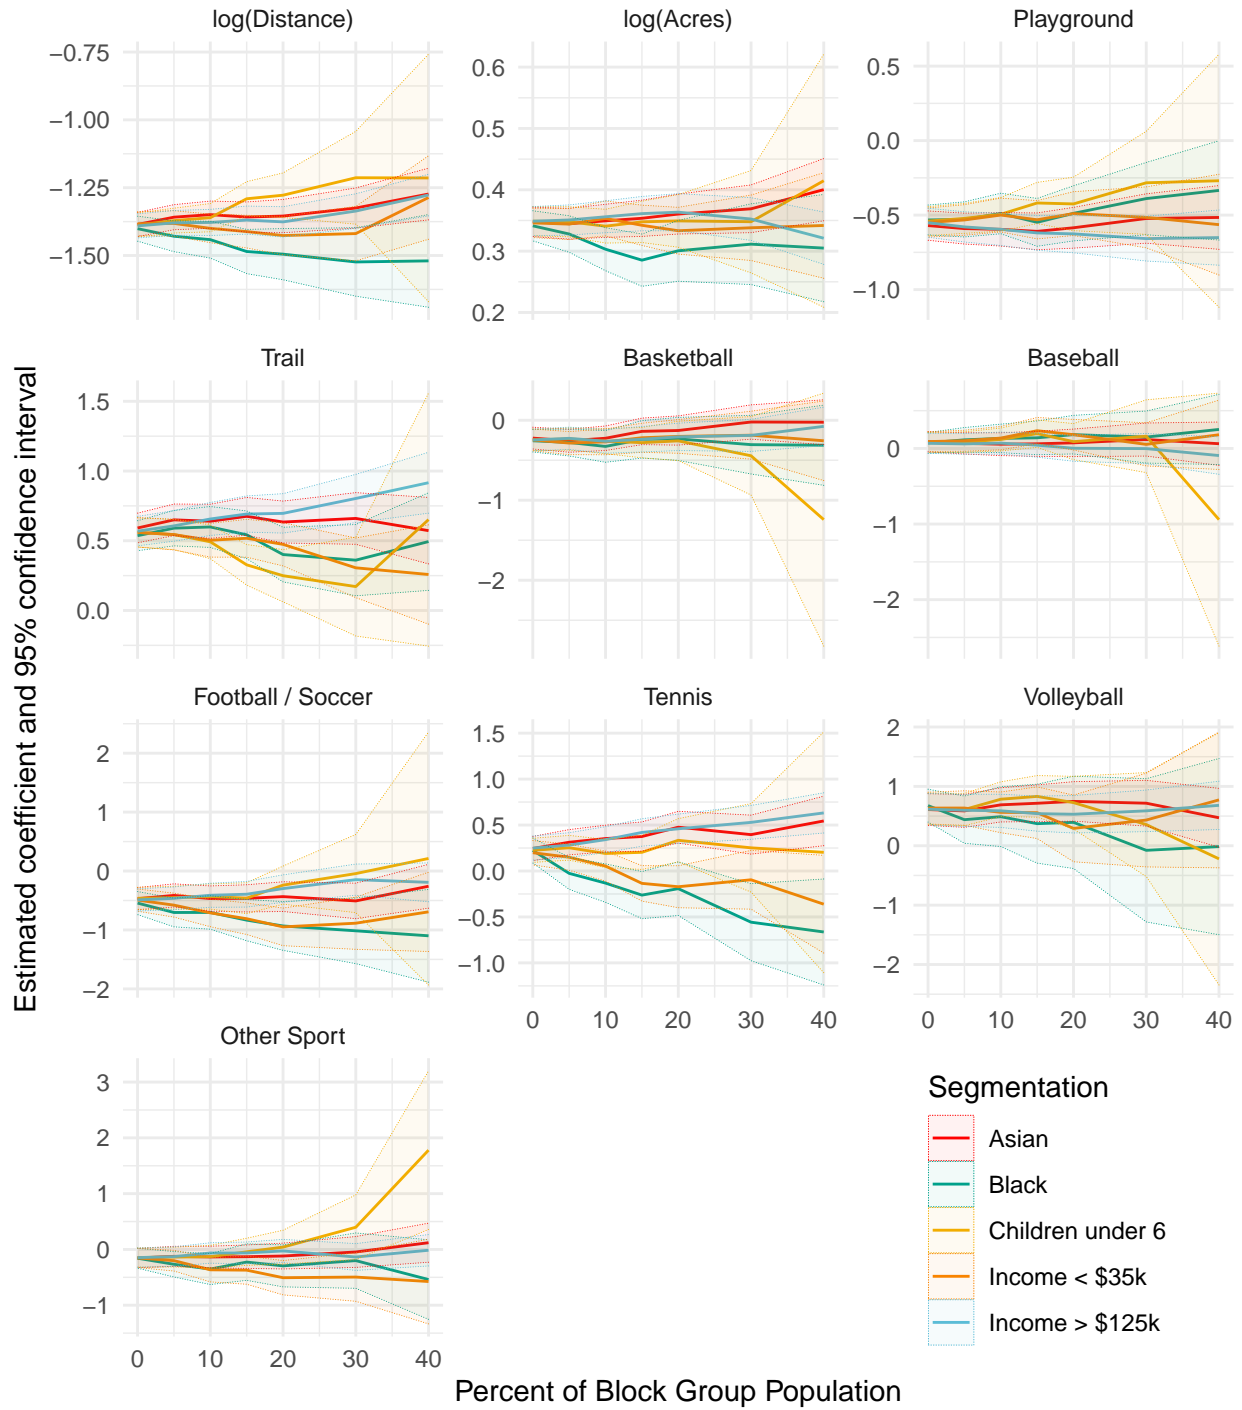 log(Distance)
log(Acres)
Playground
−0.75
−1.00
−1.25
−1.50
0.6
0.5
0.4
0.3
0.2
0.5
0.0
−0.5
−1.0
Trail
Basketball
Baseball
1.5
1.0
0.5
0.0
0
−1
−2
0
−1
−2
Football / Soccer
Tennis
Volleyball
2
1
0
−1
−2
1.5
1.0
0.5
0.0
−0.5
−1.0
2
1
0
−1
−2
0 10 20 30 40
0 10 20 30 40
Other Sport
3
2
1
0
−1
0 10 20 30 40
Estimated coefficient and 95% confidence interval
Percent of Block Group Population
Segmentation
Asian
Black
Children under 6
Income < $35k
Income > $125k